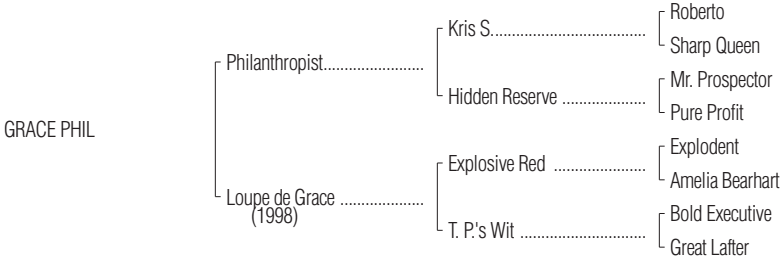 Roberto
Kris S.....................................
Sharp Queen
Philanthropist.......................
Mr. Prospector
Hidden Reserve ....................
Pure Profit
GRACE PHIL
Explodent
Explosive Red ......................
Amelia Bearhart
Loupe de Grace .....................
(1998)
Bold Executive
T. P.'s Wit ..............................
Great Lafter